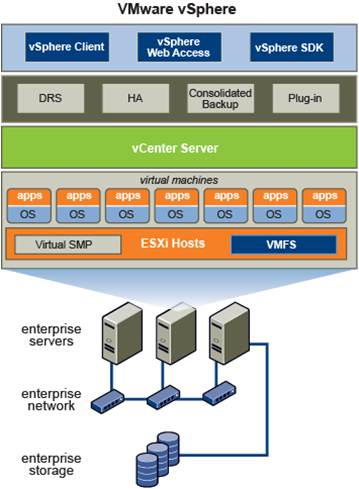 VMware vSphere
vSphere Client
vSphere
Web Access
vSphere SDK
DRS
HA
Consolidated
Backup
Plug-in
vCenter Server
virtual machines
apps apps apps apps apps apps apps
OS OS OS OS OS OS OS
Virtual SMP
ESXi Hosts
VMFS
enterprise
servers
enterprise
network
enterprise
storage